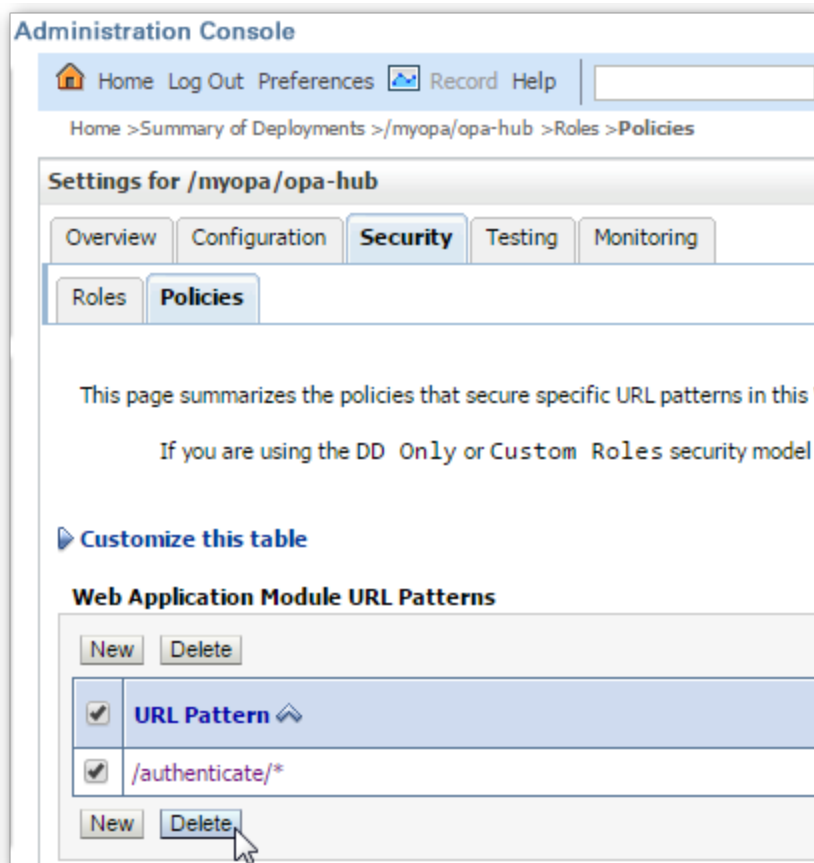 Administration Console
Home Log Out Preferences Record Help
Home >Summary of Deployments >/myopa/opa-hub >Roles >Policies
Settings for /myopa/opa-hub
Overview Configuration Security Testing Monitoring
Roles Policies
This page summarizes the policies that secure specific URL patterns in this
If you are using the DD Only or Custom Roles security model
Customize this table
Web Application Module URL Patterns
New Delete
URL Pattern
/authenticate/*
New Delete